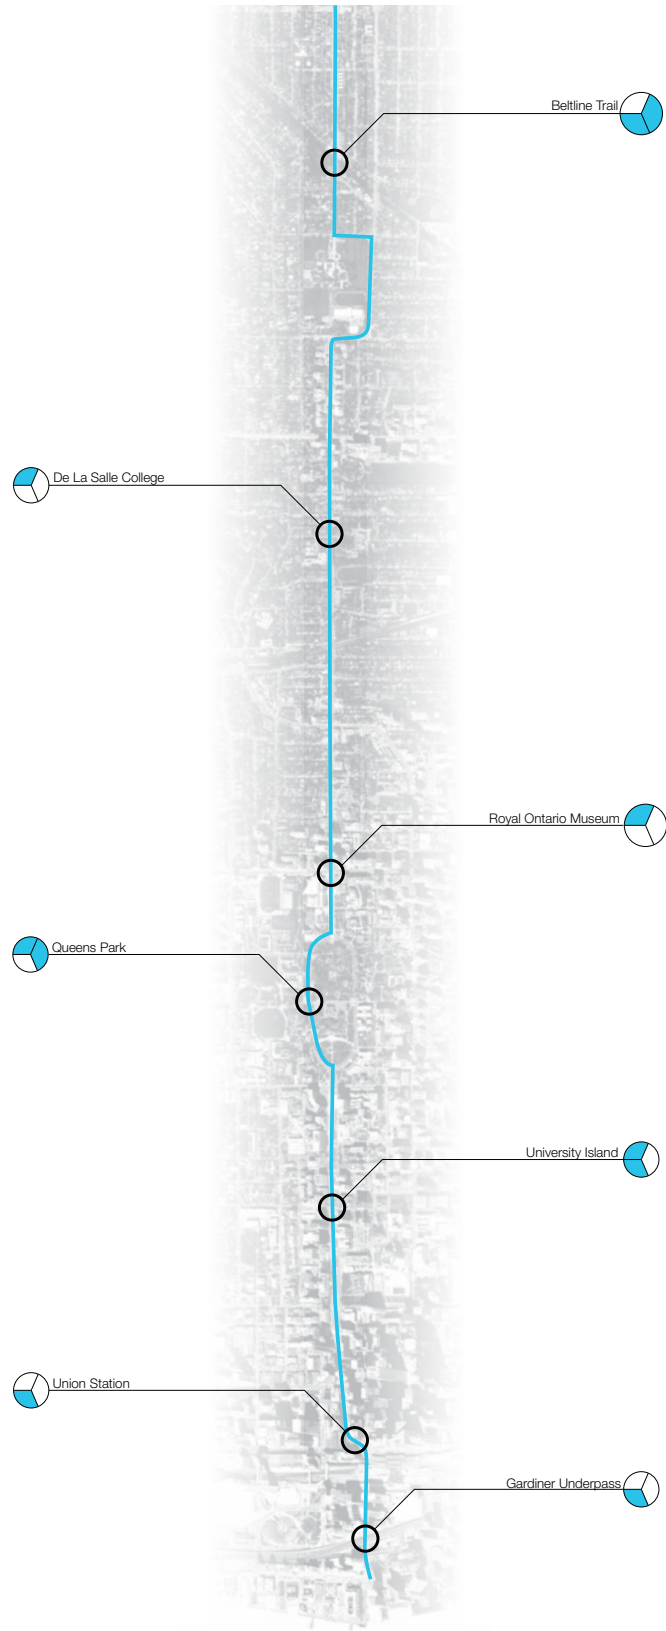 Beltline Trail
De La Salle College
Royal Ontario Museum
Queens Park
University Island
Union Station
Gardiner Underpass